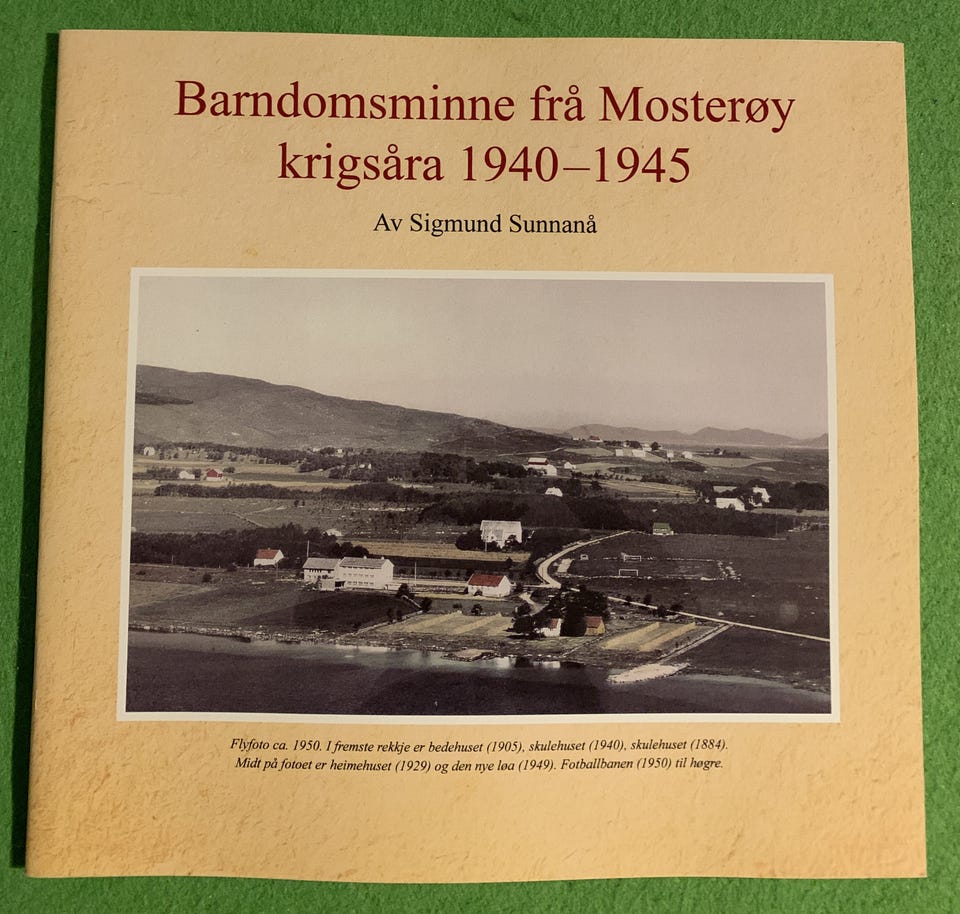 Barndomsminne frå Mosterøy
krigsåra 1940–1945
Av Sigmund Sunnanå
Flyfoto ca. 1950. I fremste rekkje er bedehuset (1905), skulehuset (1940), skulehuset (1884).
Midt på fotoet er heimehuset (1929) og den nye løa (1949). Fotballbanen (1950) til høgre.